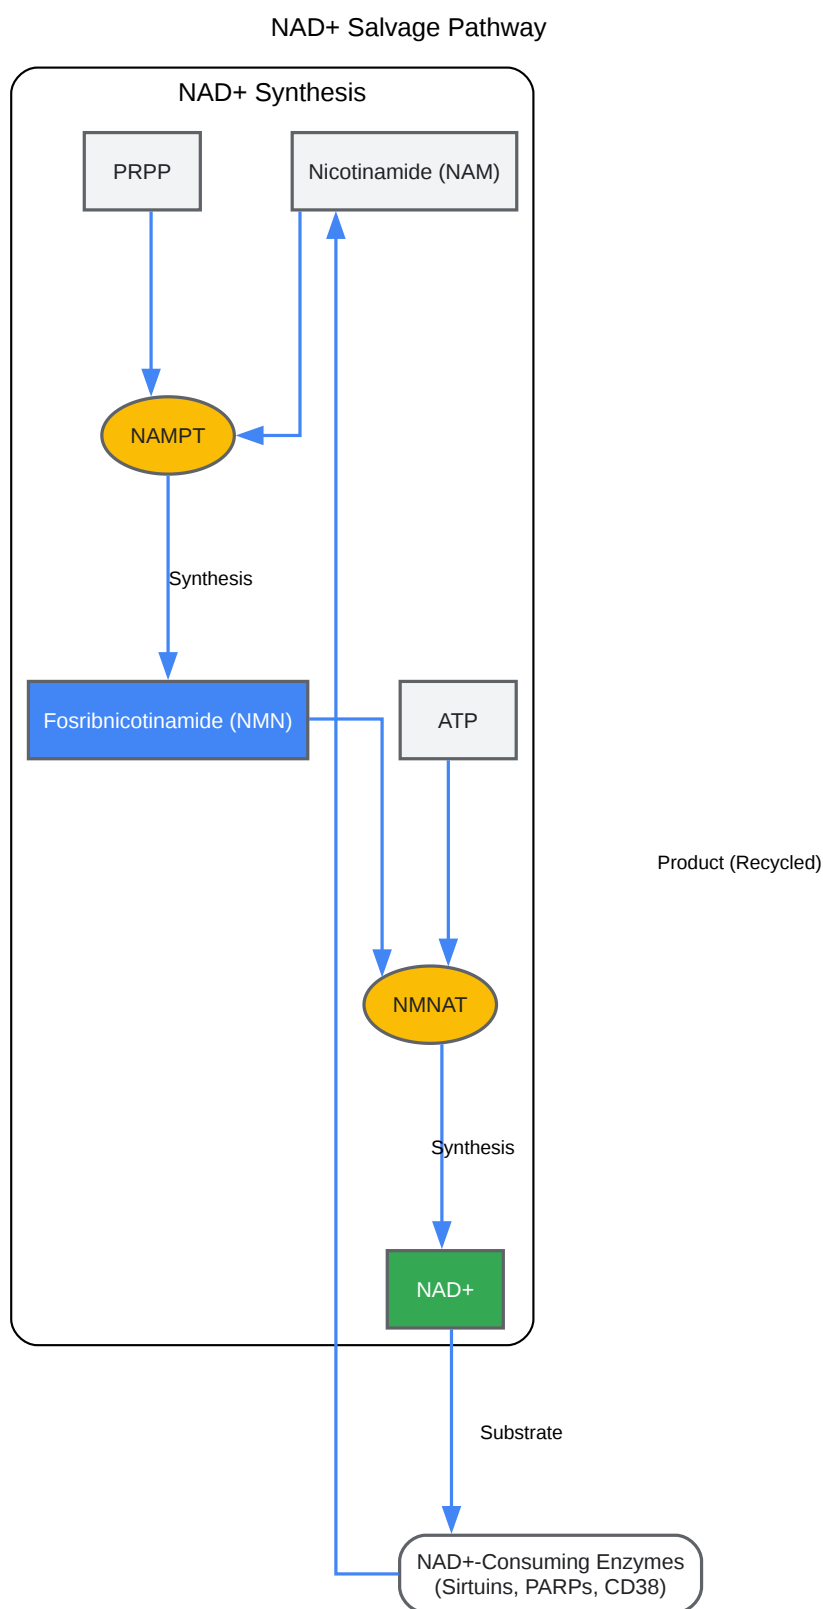 NAD+ Salvage Pathway
NAD+ Synthesis
PRPP
Nicotinamide (NAM)
NAMPT
Synthesis
Fosribnicotinamide (NMN)
ATP
Product (Recycled)
NMNAT
Synthesis
NAD+
Substrate
NAD+-Consuming Enzymes
(Sirtuins, PARPs, CD38)